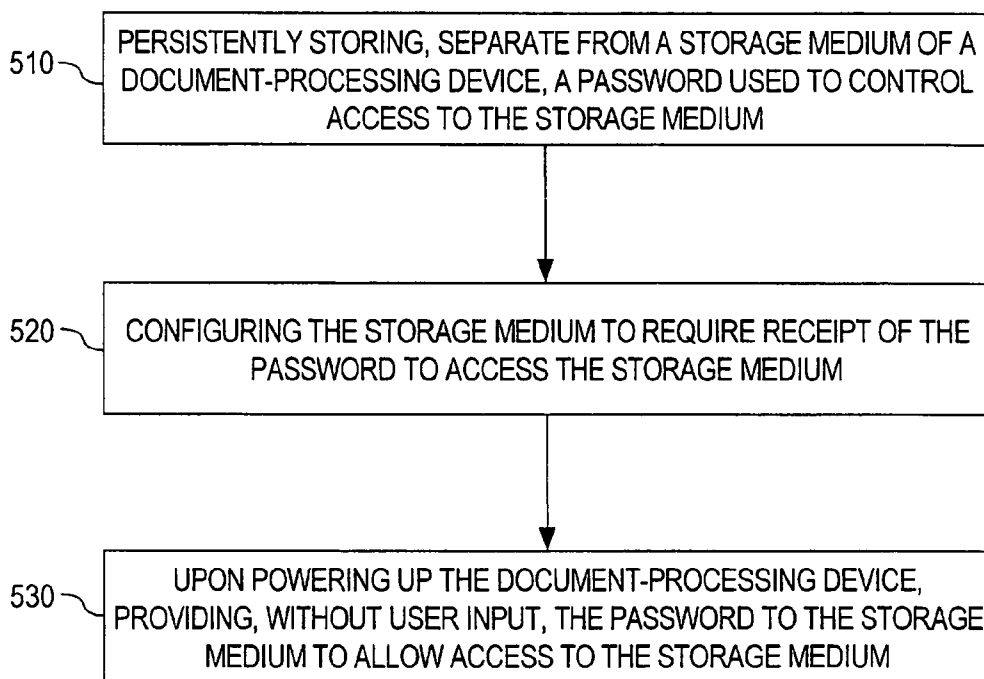 510
PERSISTENTLY STORING, SEPARATE FROM A STORAGE MEDIUM OF A
DOCUMENT-PROCESSING DEVICE, A PASSWORD USED TO CONTROL
ACCESS TO THE STORAGE MEDIUM
520
CONFIGURING THE STORAGE MEDIUM TO REQUIRE RECEIPT OF THE
PASSWORD TO ACCESS THE STORAGE MEDIUM
530
UPON POWERING UP THE DOCUMENT-PROCESSING DEVICE,
PROVIDING, WITHOUT USER INPUT, THE PASSWORD TO THE STORAGE
MEDIUM TO ALLOW ACCESS TO THE STORAGE MEDIUM